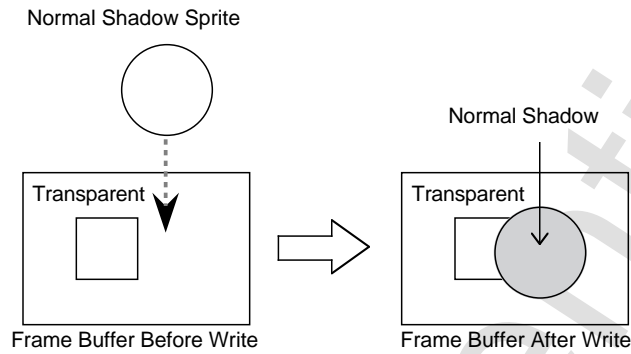 Normal Shadow Sprite
Normal Shadow
Transparent
Transparent
Frame Buffer Before Write
Frame Buffer After Write